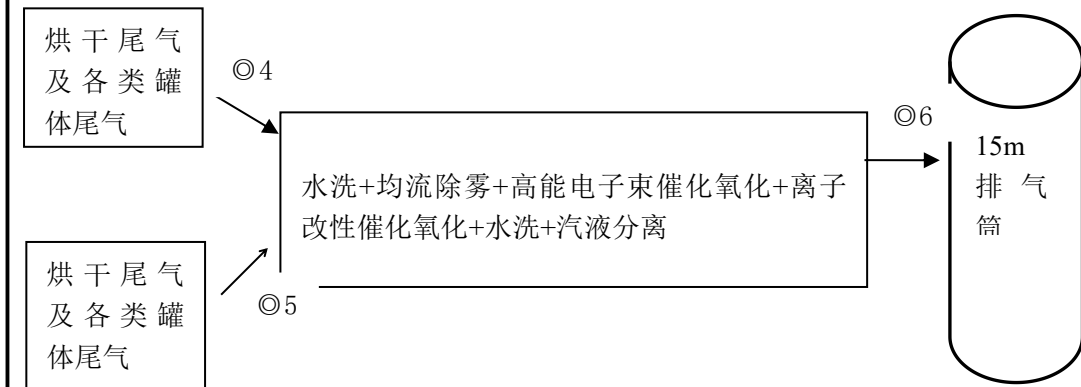 烘干尾气
及各类罐
体尾气
◎4
◎6
15m
排气
筒
水洗+均流除雾+高能电子束催化氧化+离子
改性催化氧化+水洗+汽液分离
烘干尾气
及各类罐
体尾气
◎5